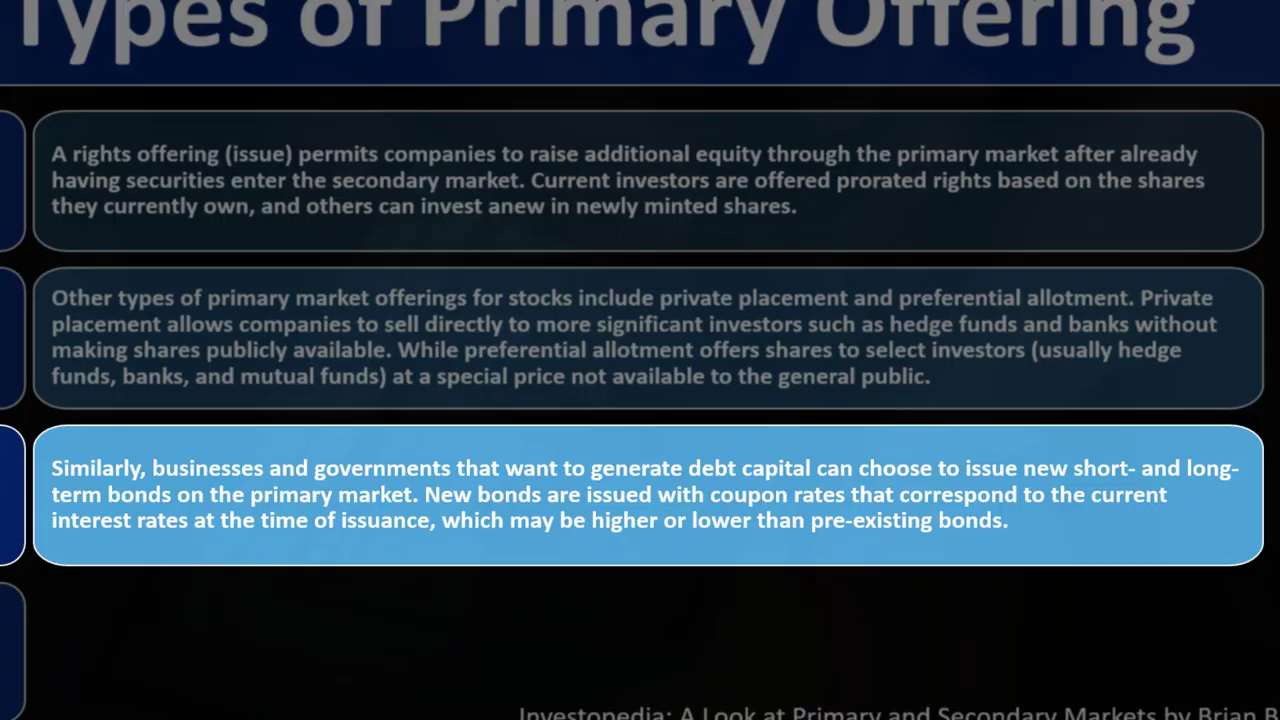 Types of Primary Offering
A rights offering (issue) permits companies to raise additional equity through the primary market after already
having securities enter the secondary market. Current investors are offered prorated rights based on the shares
they currently own, and others can invest anew in newly minted shares.
Other types of primary market offerings for stocks include private placement and preferential allotment. Private
placement allows companies to sell directly to more significant investors such as hedge funds and banks without
making shares publicly available. While preferential allotment offers shares to select investors (usually hedge
funds, banks, and mutual funds) at a special price not available to the general public.
Similarly, businesses and governments that want to generate debt capital can choose to issue new short- and long-
term bonds on the primary market. New bonds are issued with coupon rates that correspond to the current
interest rates at the time of issuance, which may be higher or lower than pre-existing bonds.
Investopedia: A Look at Primary and Secondary Markets by Brian